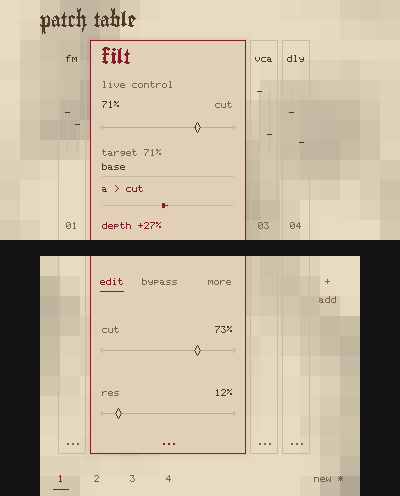 patch table
fm
filt
vca
dly
live control
71% cut
target 71%
base
a > cut
01
depth +27%
03
04
edit bypass more
+
add
cut 73%
res 12%
... ... ... ...
1 2 3 4 new *